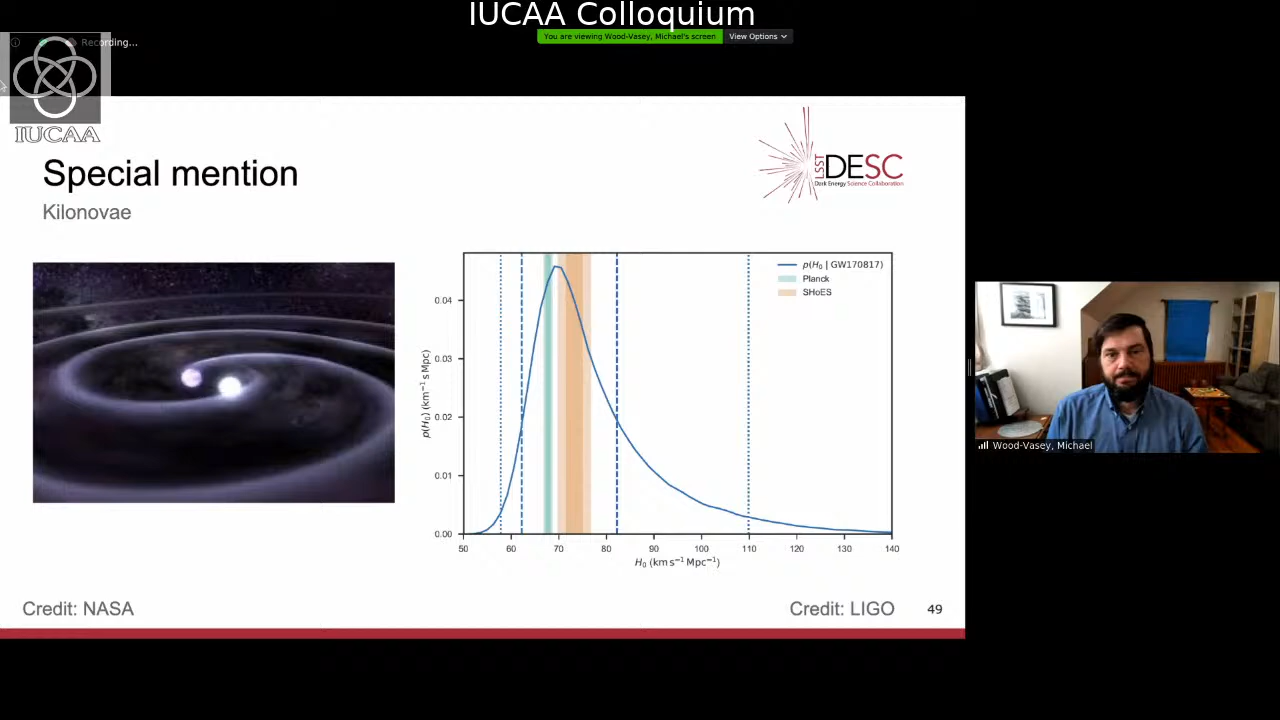 IUCAA Colloquium
You are viewing Wood-Vasey, Michael's screen
View Options
Recording...
IUCAA
Special mention
Kilonovae
LSST
DESC
Dark Energy Science Collaboration
p(H₀ | GW170817)
Planck
SHoES
0.04
0.03
0.02
0.01
0.00
p(H₀) (km⁻¹ s Mpc)
50 60 70 80 90 100 110 120 130 140
H₀ (km s⁻¹ Mpc⁻¹)
Credit: NASA
Credit: LIGO
49
Wood-Vasey, Michael